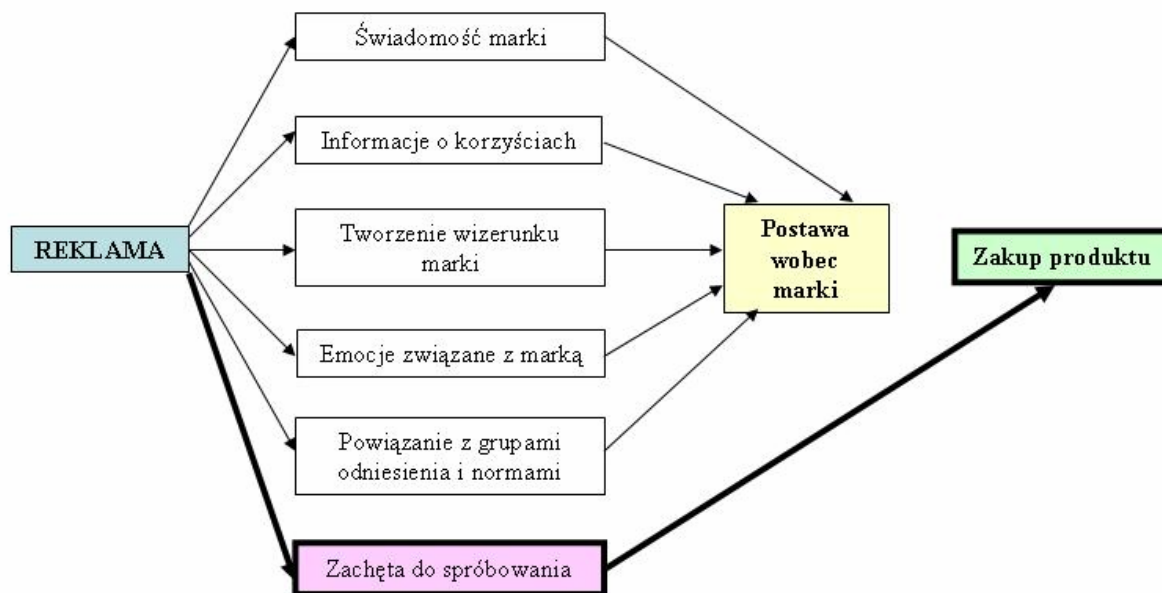 Świadomość marki
Informacje o korzyściach
REKLAMA
Tworzenie wizerunku
marki
Emocje związane z marką
Powiązanie z grupami
odniesienia i normami
Zachęta do spróbowania
Postawa
wobec
marki
Zakup produktu